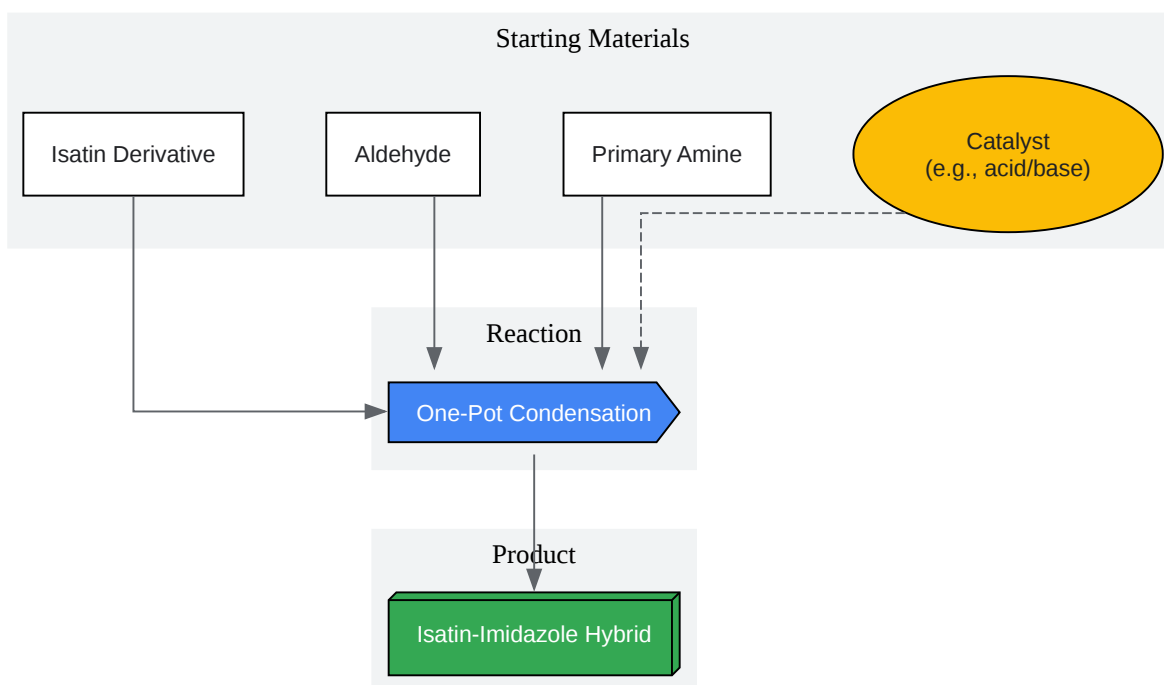 Starting Materials
Isatin Derivative
Aldehyde
Primary Amine
Catalyst
(e.g., acid/base)
Reaction
One-Pot Condensation
Product
Isatin-Imidazole Hybrid